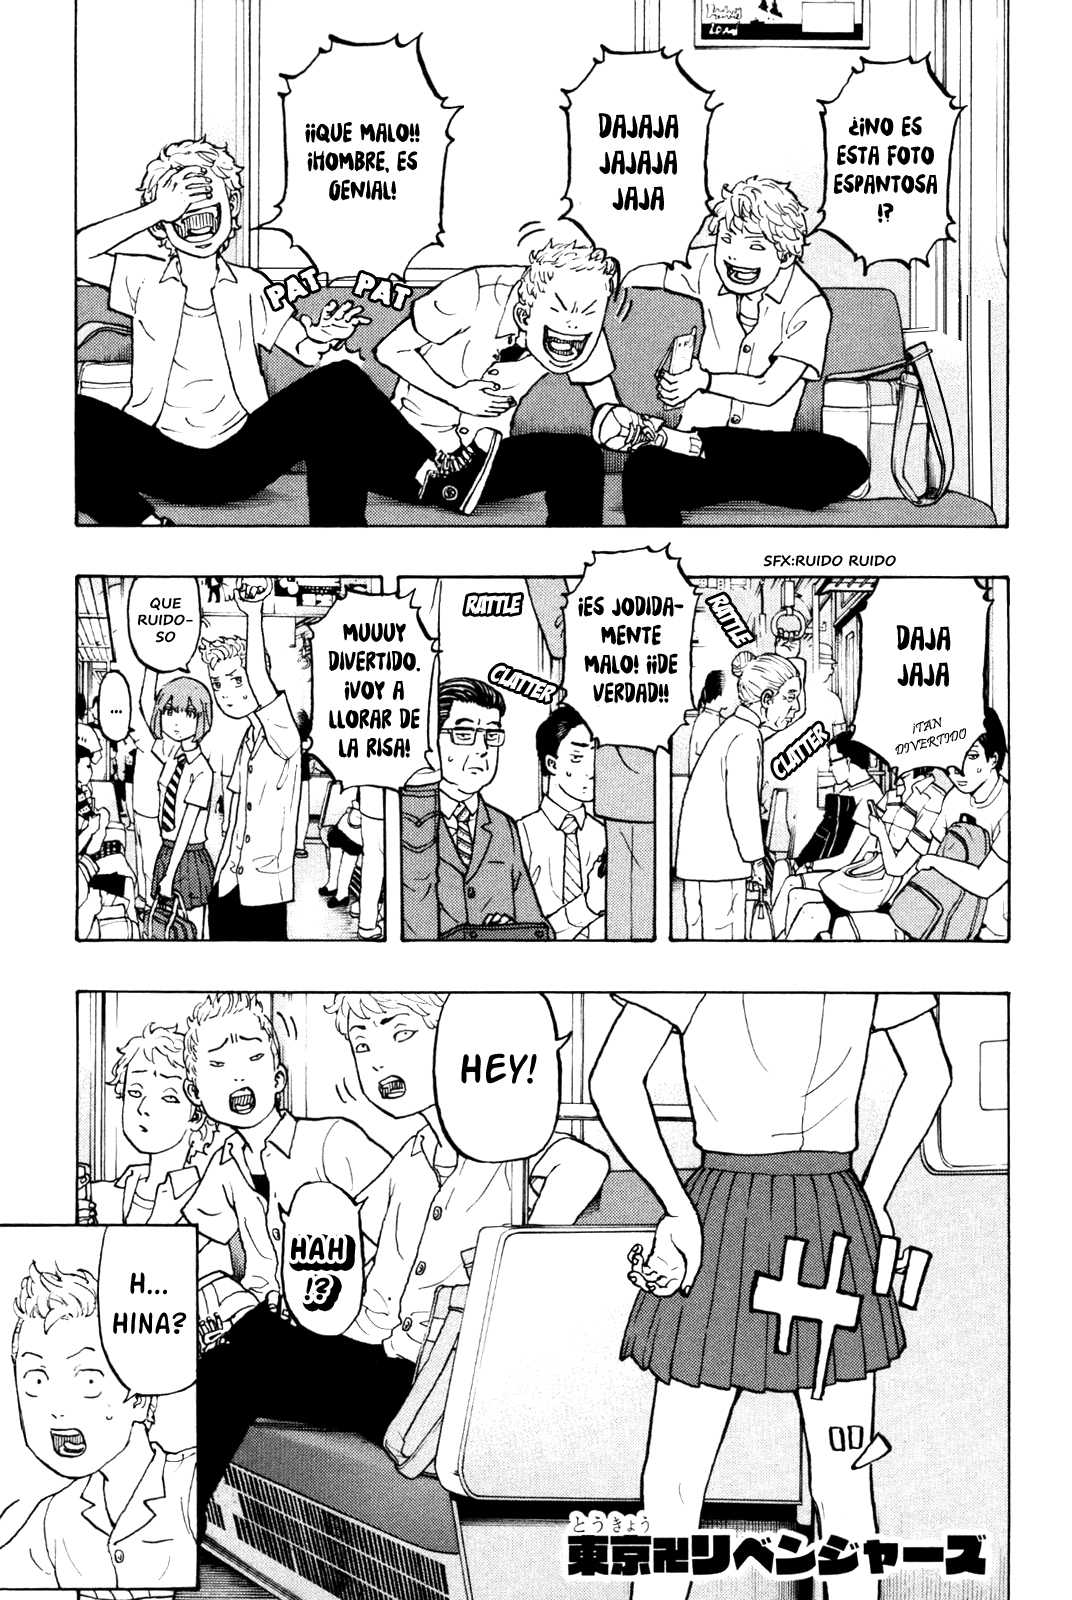 ¿¡NO ES
ESTA FOTO
ESPANTOSA
!?
DAJAJA
JAJAJA
JAJA
¡¡QUE MALO!!
¡HOMBRE, ES
GENIAL!
PAT
PAT
SFX:RUIDO RUIDO
DAJA
JAJA
¡TAN
DIVERTIDO
RATTLE
CLATTER
¡ES JODIDA-
MENTE
MALO! ¡¡DE
VERDAD!!
RATTLE
CLATTER
MUUUY
DIVERTIDO.
¡VOY A
LLORAR DE
LA RISA!
QUE
RUIDO-
SO
...
HEY!
HAH
!?
ザッ
H...
HINA?
とうきょう
東京卍リベンジャーズ